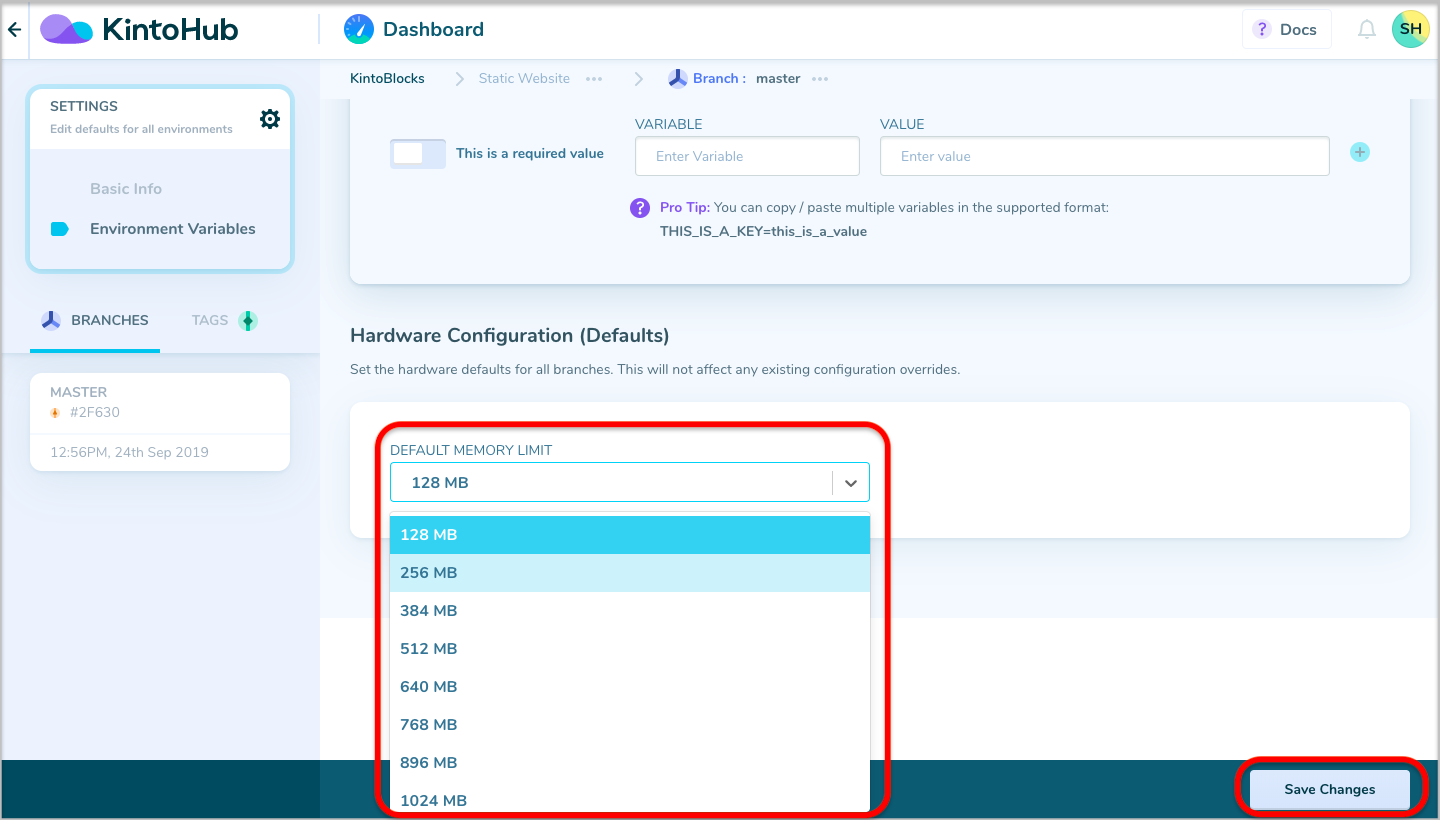 KintoHub
Dashboard
? Docs
SH
KintoBlocks
Static Website
Branch :
master
SETTINGS
Edit defaults for all environments
Basic Info
Environment Variables
BRANCHES
TAGS
MASTER
#2F630
12:56PM, 24th Sep 2019
This is a required value
VARIABLE
Enter Variable
VALUE
Enter value
? Pro Tip: You can copy / paste multiple variables in the supported format:
THIS_IS_A_KEY=this_is_a_value
Hardware Configuration (Defaults)
Set the hardware defaults for all branches. This will not affect any existing configuration overrides.
DEFAULT MEMORY LIMIT
128 MB
128 MB
256 MB
384 MB
512 MB
640 MB
768 MB
896 MB
1024 MB
Save Changes